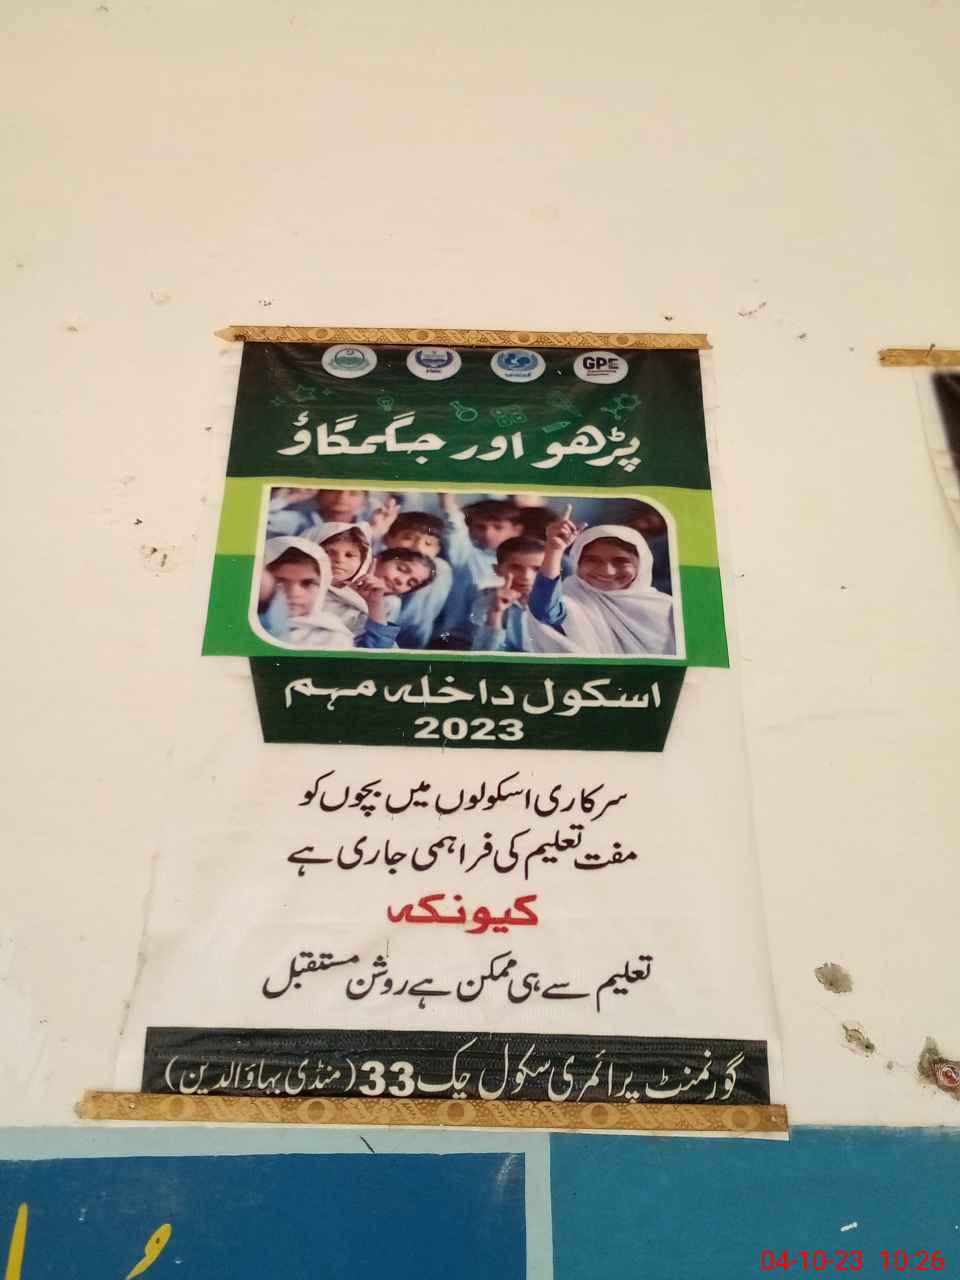 GPE
پڑھو اور جگمگاؤ
اسکول داخلہ مہم
2023
سرکاری اسکولوں میں بچوں کو
مفت تعلیم کی فراہمی جاری ہے
کیونکہ
تعلیم سے ہی ممکن ہے روشن مستقبل
گورنمنٹ پرائمری سکول چک 33 (منڈی بہاؤالدین)
04-10-23 10:26